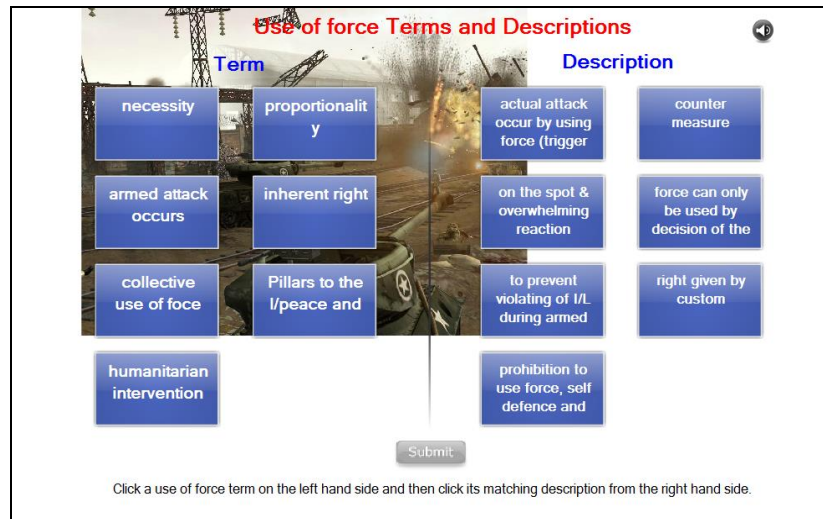 Use of force Terms and Descriptions
Term
Description
necessity
proportionalit
y
actual attack
occur by using
force (trigger
counter
measure
armed attack
occurs
inherent right
on the spot &
overwhelming
reaction
force can only
be used by
decision of the
collective
use of foce
Pillars to the
I/peace and
to prevent
violating of I/L
during armed
right given by
custom
humanitarian
intervention
prohibition to
use force, self
defence and
Submit
Click a use of force term on the left hand side and then click its matching description from the right hand side.